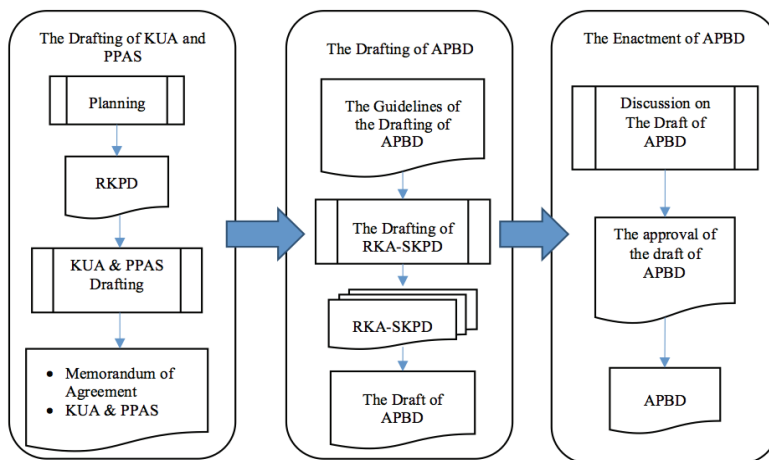 The Drafting of KUA and
PPAS
Planning
RKPD
KUA & PPAS
Drafting
• Memorandum of
Agreement
• KUA & PPAS
The Drafting of APBD
The Guidelines of
the Drafting of
APBD
The Drafting of
RKA-SKPD
RKA-SKPD
The Draft of
APBD
The Enactment of APBD
Discussion on
The Draft of
APBD
The approval of
the draft of
APBD
APBD